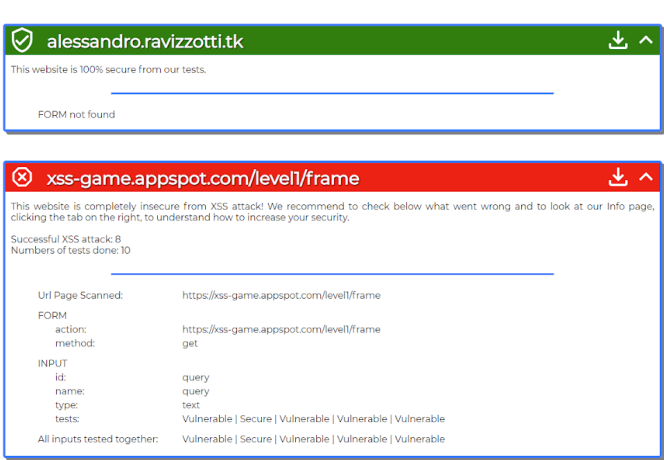 alessandro.ravizzotti.tk
This website is 100% secure from our tests.
FORM not found
xss-game.appspot.com/level1/frame
This website is completely insecure from XSS attack! We recommend to check below what went wrong and to look at our Info page,
clicking the tab on the right, to understand how to increase your security.
Successful XSS attack: 8
Numbers of tests done: 10
Url Page Scanned: https://xss-game.appspot.com/level1/frame
FORM
action: https://xss-game.appspot.com/level1/frame
method: get
INPUT
id: query
name: query
type: text
tests: Vulnerable | Secure | Vulnerable | Vulnerable | Vulnerable
All inputs tested together: Vulnerable | Secure | Vulnerable | Vulnerable | Vulnerable